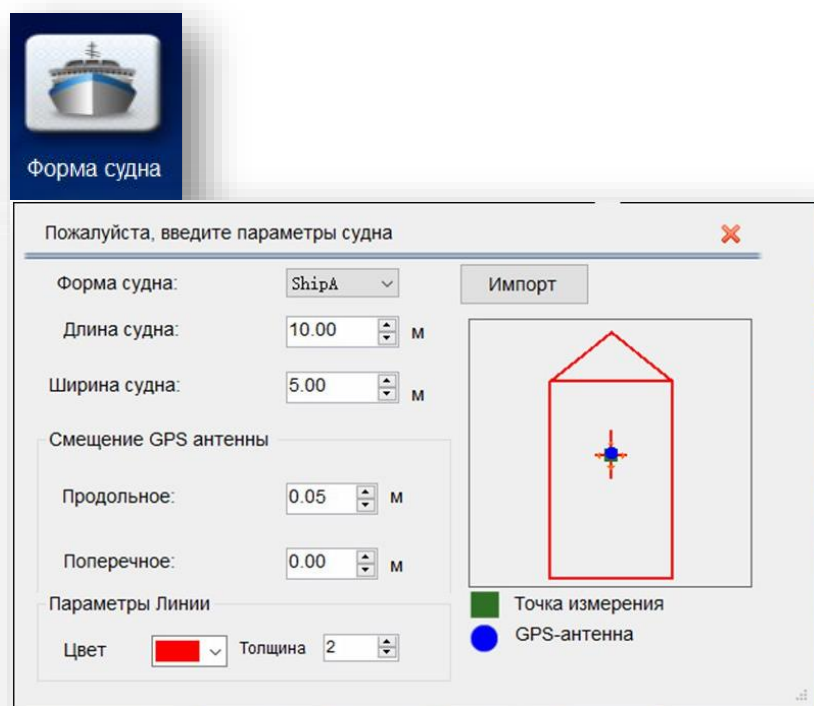 Форма судна
Пожалуйста, введите параметры судна
Форма судна: ShipA Импорт
Длина судна: 10.00 м
Ширина судна: 5.00 м
Смещение GPS антенны
Продольное: 0.05 м
Поперечное: 0.00 м
Параметры Линии
Цвет Толщина 2
Точка измерения
GPS-антенна